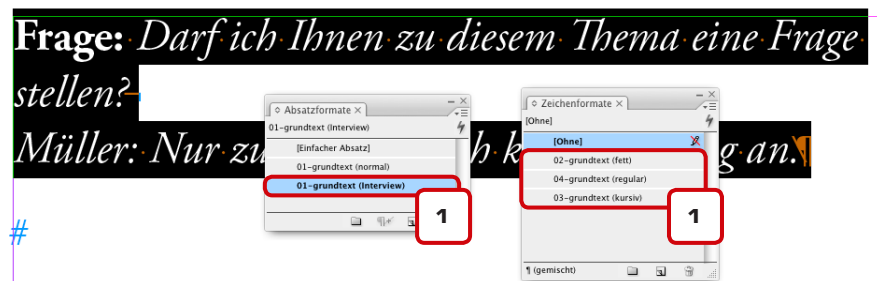 Frage: Darf ich Ihnen zu diesem Thema eine Frage
stellen?
Müller: Nur zu
an.
Absatzformate
01-grundtext (Interview)
[Einfacher Absatz]
01-grundtext (normal)
01-grundtext (Interview)
1
Zeichenformate
[Ohne]
[Ohne]
02-grundtext (fett)
04-grundtext (regular)
03-grundtext (kursiv)
1
¶ (gemischt)
#